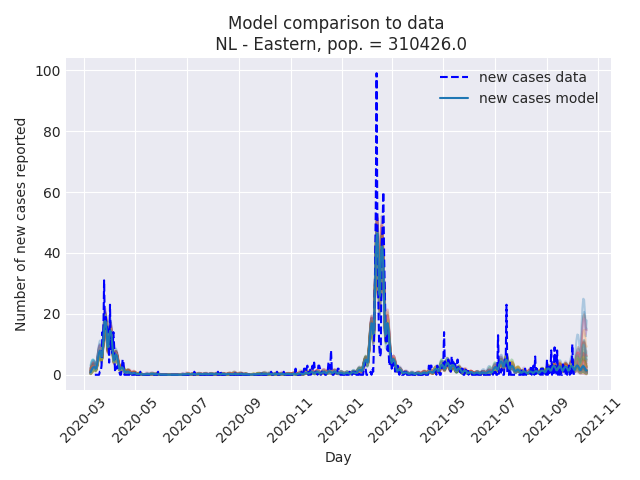 Model comparison to data
NL - Eastern, pop. = 310426.0
new cases data
new cases model
Number of new cases reported
100
80
60
40
20
0
2020-03
2020-05
2020-07
2020-09
2020-11
2021-01
2021-03
2021-05
2021-07
2021-09
2021-11
Day